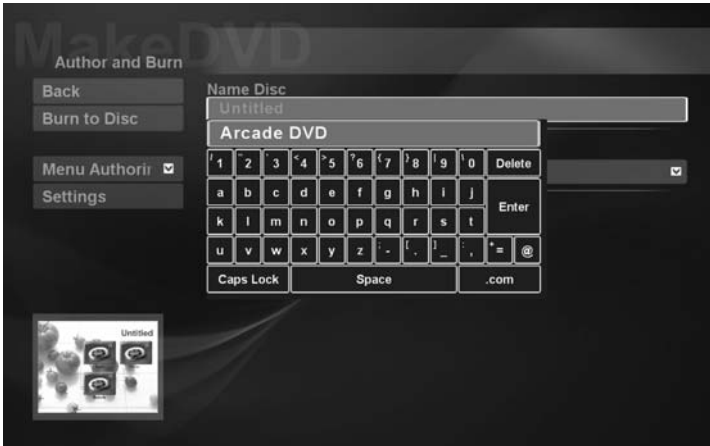 MakeDVD
Author and Burn
Back
Burn to Disc
Menu Authorin
Settings
Name Disc
Untitled
Arcade DVD
1 2 3 4 5 6 7 8 9 0 Delete
a b c d e f g h i j
Enter
k l m n o p q r s t
u v w x y z - . _ , = @
Caps Lock Space .com
Untitled